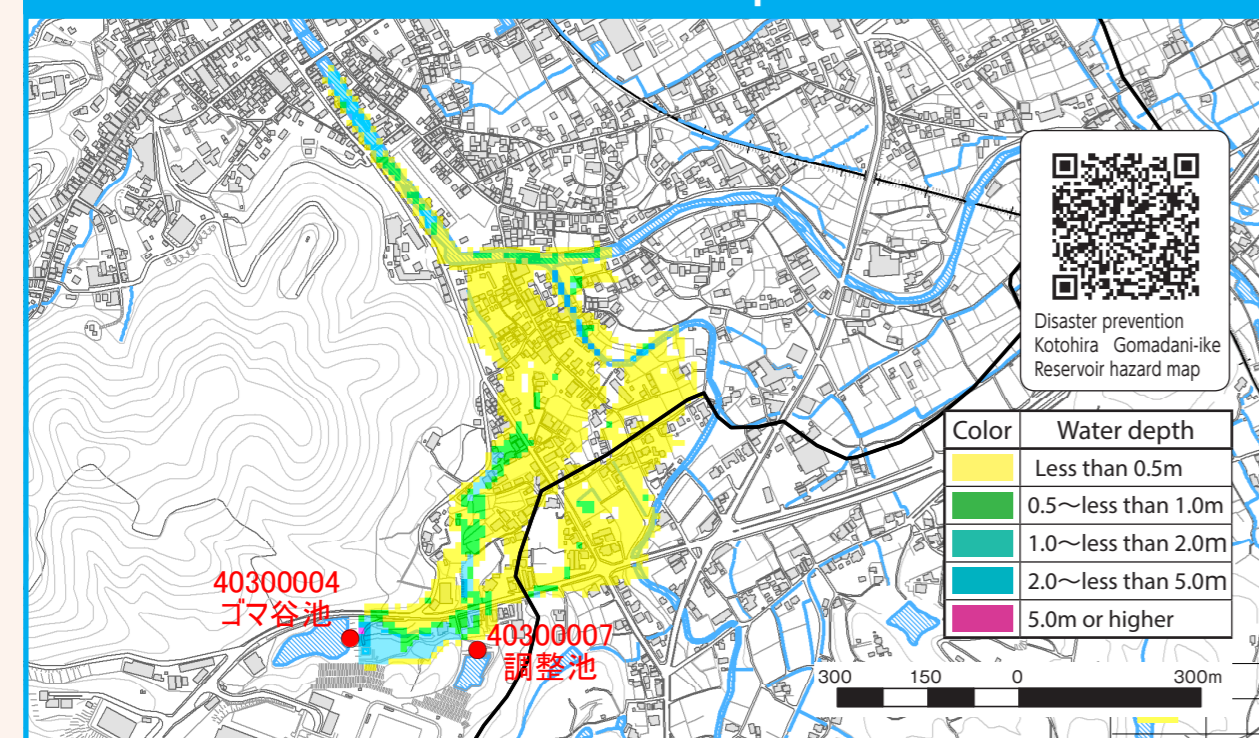 Disaster prevention
Kotohira Gomadani-ike
Reservoir hazard map
Color Water depth
Less than 0.5m
0.5～less than 1.0m
1.0～less than 2.0m
2.0～less than 5.0m
5.0m or higher
40300004
ゴマ谷池
40300007
調整池
300 150 0 300m